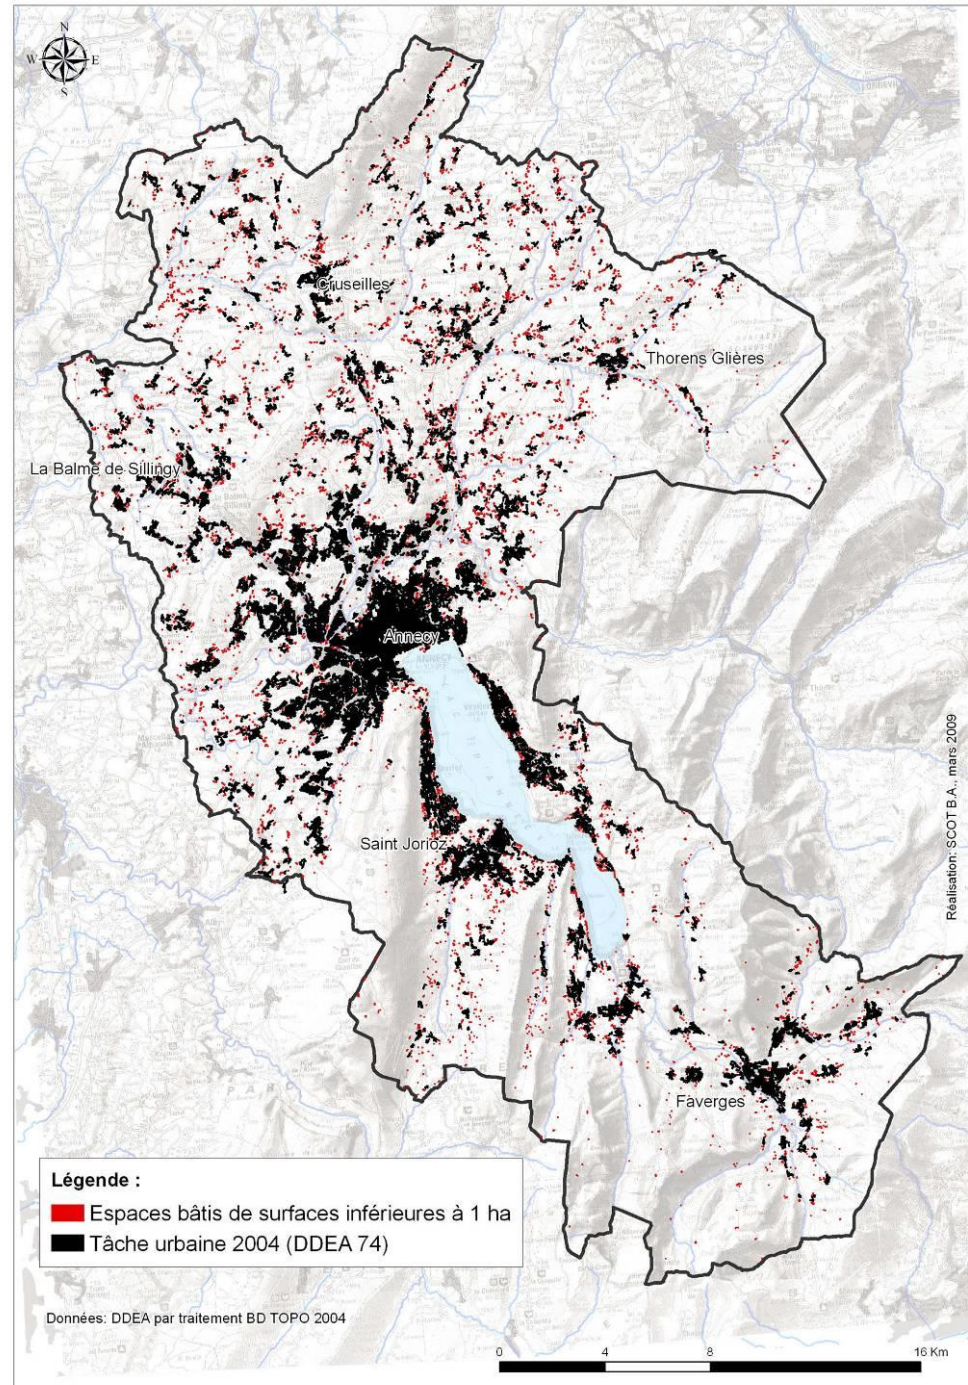 N
W E
S
Cruseilles
Thorens Glières
La Balme de Sillingy
Annecy
Saint Jorioz
Faverges
Réalisation: SCOT B.A., mars 2009
Légende :
Espaces bâtis de surfaces inférieures à 1 ha
Tâche urbaine 2004 (DDEA 74)
Données: DDEA par traitement BD TOPO 2004
0 4 8 16 Km